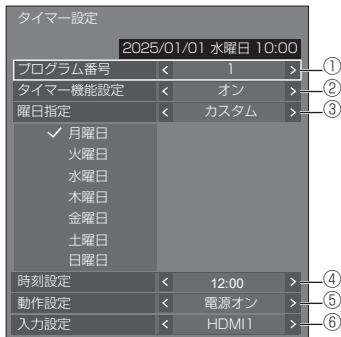 タイマー設定
2025/01/01 水曜日 10:00
プログラム番号 < 1 > ①
タイマー機能設定 < オン > ②
曜日指定 < カスタム > ③
✓ 月曜日
火曜日
水曜日
木曜日
金曜日
土曜日
日曜日
時刻設定 < 12:00 > ④
動作設定 < 電源オン > ⑤
入力設定 < HDMI1 > ⑥